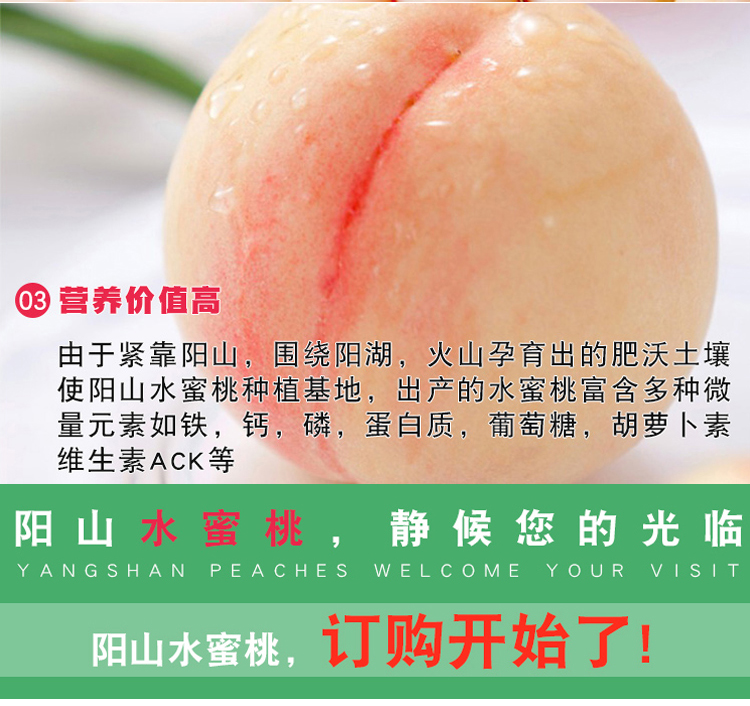 03 营养价值高
由于紧靠阳山，围绕阳湖，火山孕育出的肥沃土壤
使阳山水蜜桃种植基地，出产的水蜜桃富含多种微
量元素如铁，钙，磷，蛋白质，葡萄糖，胡萝卜素
维生素ACK等
阳山水蜜桃，静候您的光临
YANGSHAN PEACHES WELCOME YOUR VISIT
阳山水蜜桃，订购开始了！